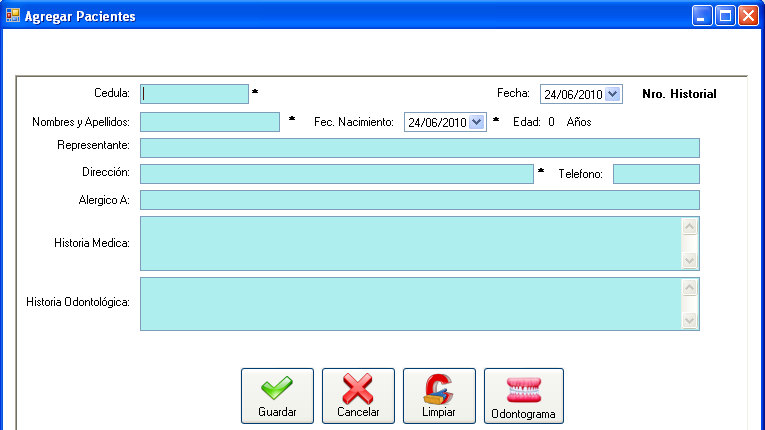 Agregar Pacientes
Cedula: * Fecha: 24/06/2010 Nro. Historial
Nombres y Apellidos: * Fec. Nacimiento: 24/06/2010 * Edad: 0 Años
Representante:
Dirección: * Telefono:
Alergico A:
Historia Medica:
Historia Odontológica:
Guardar Cancelar Limpiar Odontograma